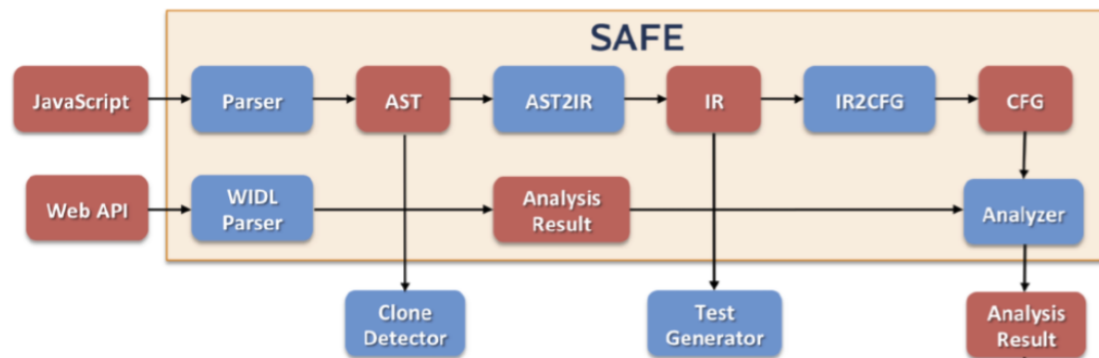 SAFE
JavaScript
Parser
AST
AST2IR
IR
IR2CFG
CFG
Web API
WIDL
Parser
Analysis
Result
Analyzer
Clone
Detector
Test
Generator
Analysis
Result